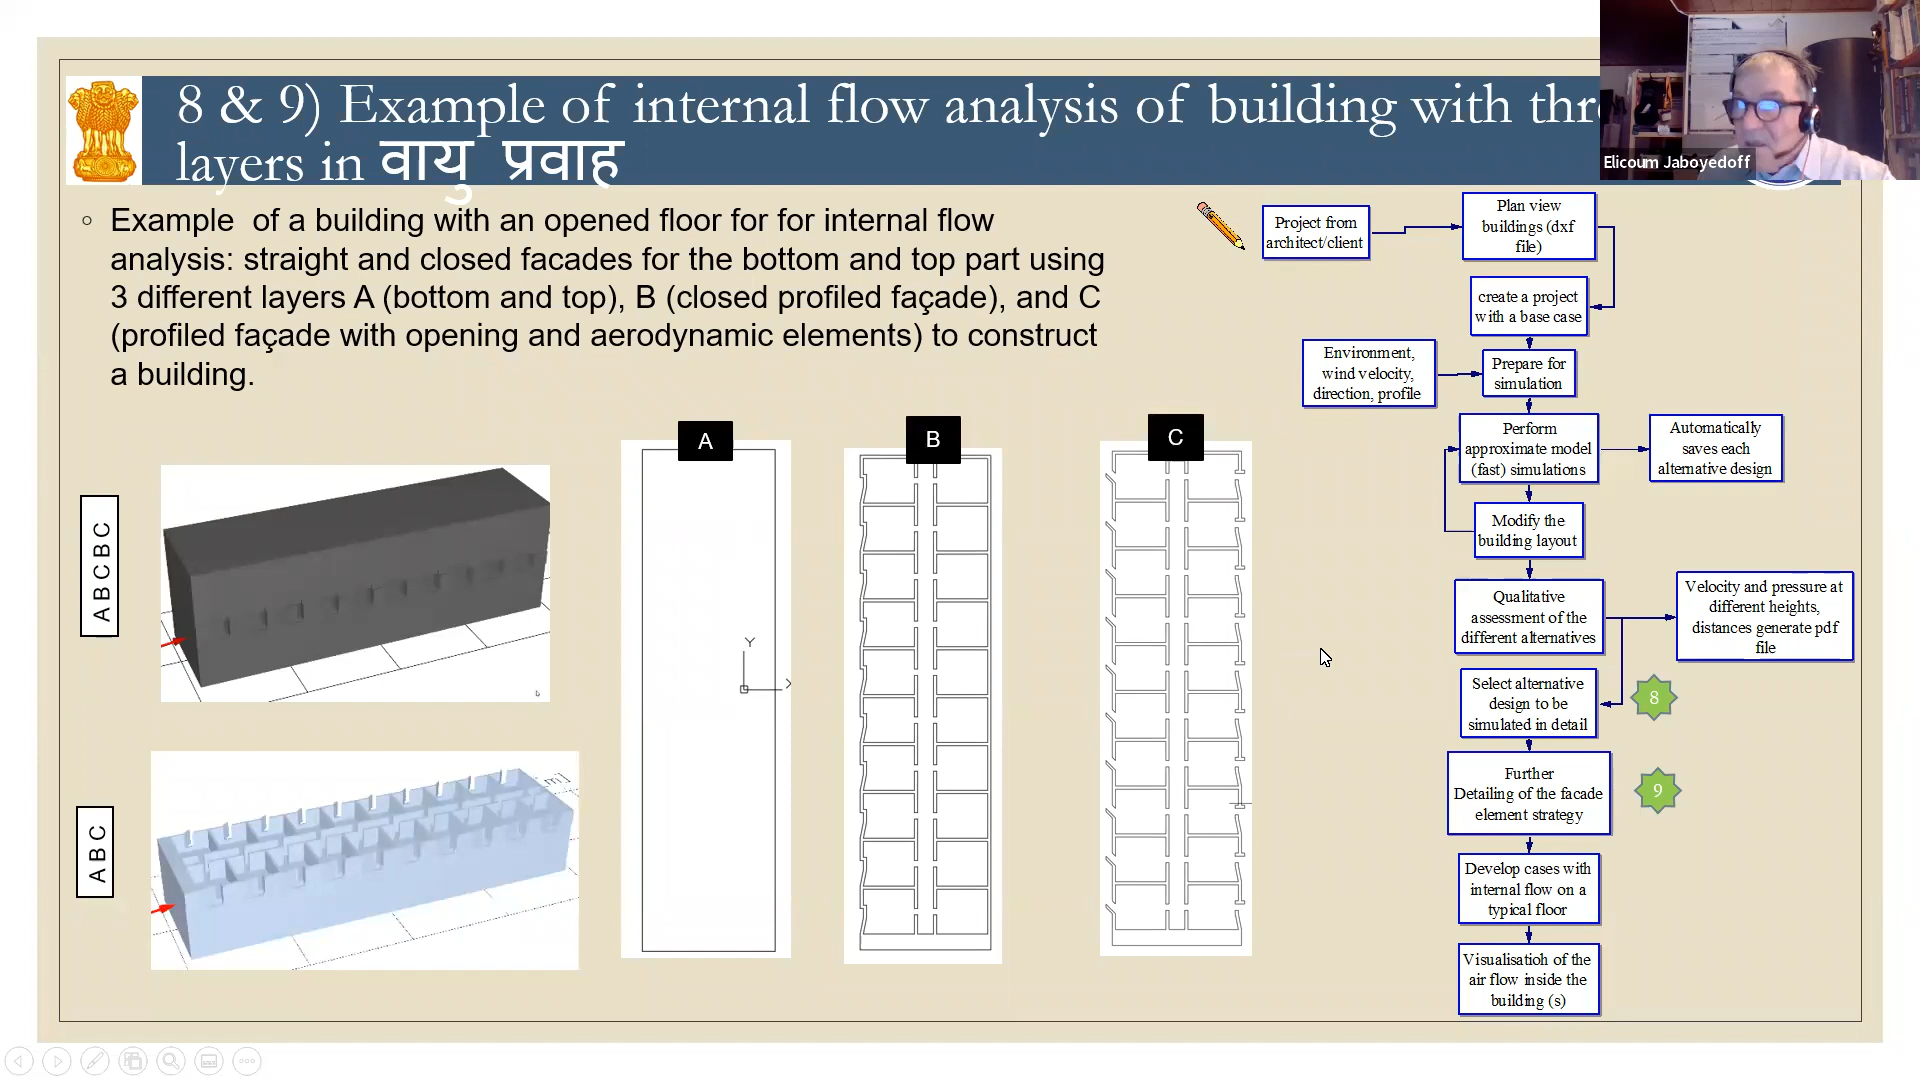 8 & 9) Example of internal flow analysis of building with
layers in वायु प्रवाह
Elicoum Jaboyedoff
Example of a building with an opened floor for for internal flow
analysis: straight and closed facades for the bottom and top part using
3 different layers A (bottom and top), B (closed profiled façade), and C
(profiled façade with opening and aerodynamic elements) to construct
a building.
A B C B C
A B C
A
B
C
Y
X
m]
Project from
architect/client
Plan view
buildings (dxf
file)
create a project
with a base case
Environment,
wind velocity,
direction, profile
Prepare for
simulation
Perform
approximate model
(fast) simulations
Automatically
saves each
alternative design
Modify the
building layout
Qualitative
assessment of the
different alternatives
Velocity and pressure at
different heights,
distances generate pdf
file
Select alternative
design to be
simulated in detail
8
Further
Detailing of the facade
element strategy
9
Develop cases with
internal flow on a
typical floor
Visualisatioh of the
air flow inside the
building (s)